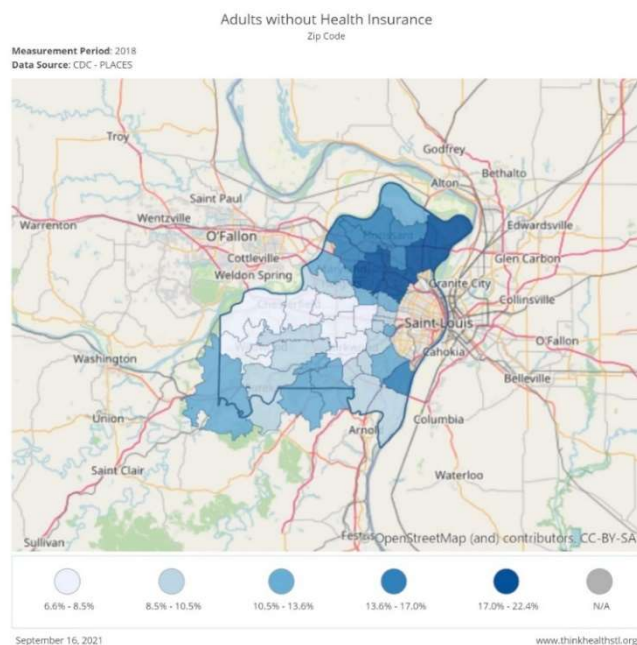 Adults without Health Insurance
Zip Code
Measurement Period: 2018
Data Source: CDC - PLACES
Troy
Godfrey
Bethalto
Alton
Saint Paul
Wentzville
Warrenton
O'Fallon
Edwardsville
Cottleville
Glen Carbon
Weldon Spring
Granite City
Collinsville
Chesterfield
Saint Louis
O'Fallon
Cahokia
Washington
Belleville
Union
Columbia
Arnold
Saint Clair
Waterloo
Sullivan
Festus
OpenStreetMap (and) contributors, CC-BY-SA
6.6% - 8.5%
8.5% - 10.5%
10.5% - 13.6%
13.6% - 17.0%
17.0% - 22.4%
N/A
September 16, 2021
www.thinkhealthstl.org